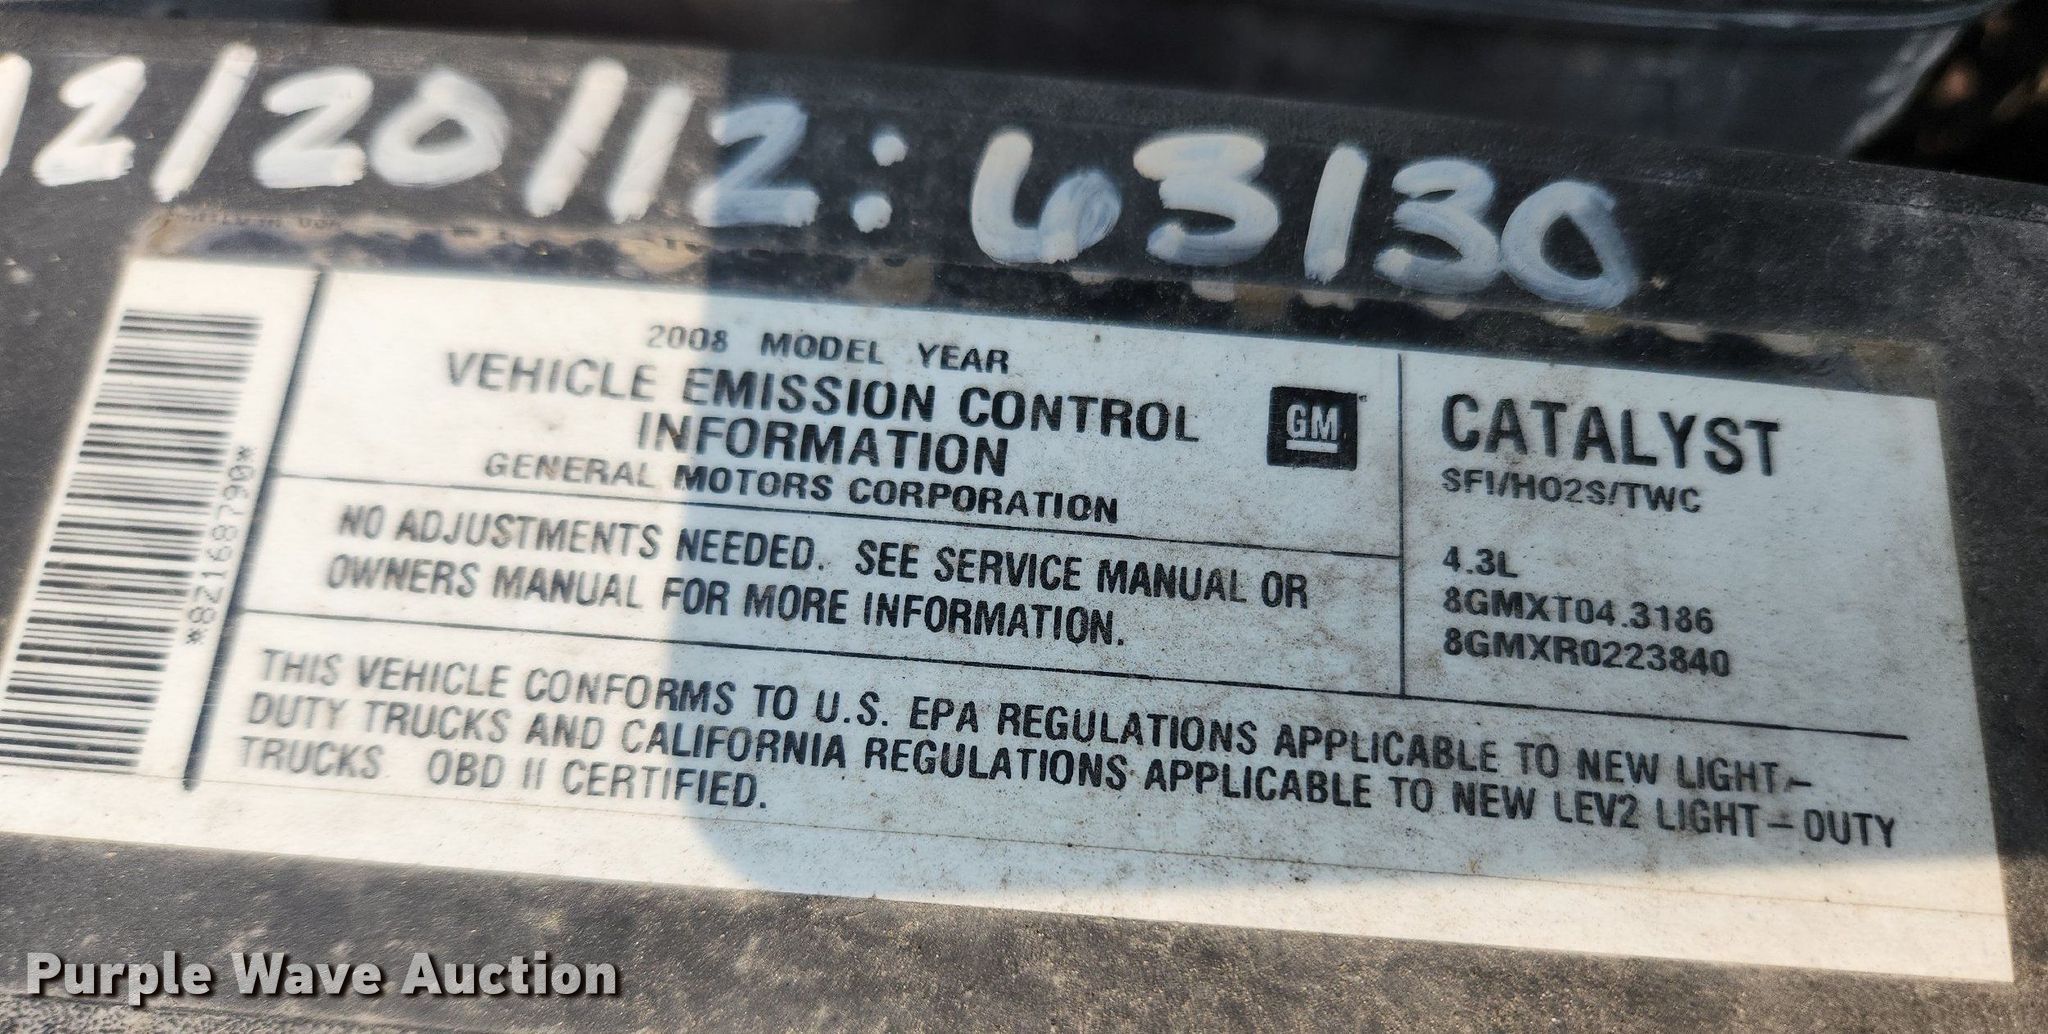 12/20/12:63130
2008 MODEL YEAR
VEHICLE EMISSION CONTROL
INFORMATION
GENERAL MOTORS CORPORATION
GM
NO ADJUSTMENTS NEEDED. SEE SERVICE MANUAL OR
OWNERS MANUAL FOR MORE INFORMATION.
CATALYST
SFI/HO2S/TWC
4.3L
8GMXT04.3186
8GMXR0223840
THIS VEHICLE CONFORMS TO U.S. EPA REGULATIONS APPLICABLE TO NEW LIGHT-
DUTY TRUCKS AND CALIFORNIA REGULATIONS APPLICABLE TO NEW LEV2 LIGHT-DUTY
TRUCKS OBD II CERTIFIED.
*82168790*
Purple Wave Auction